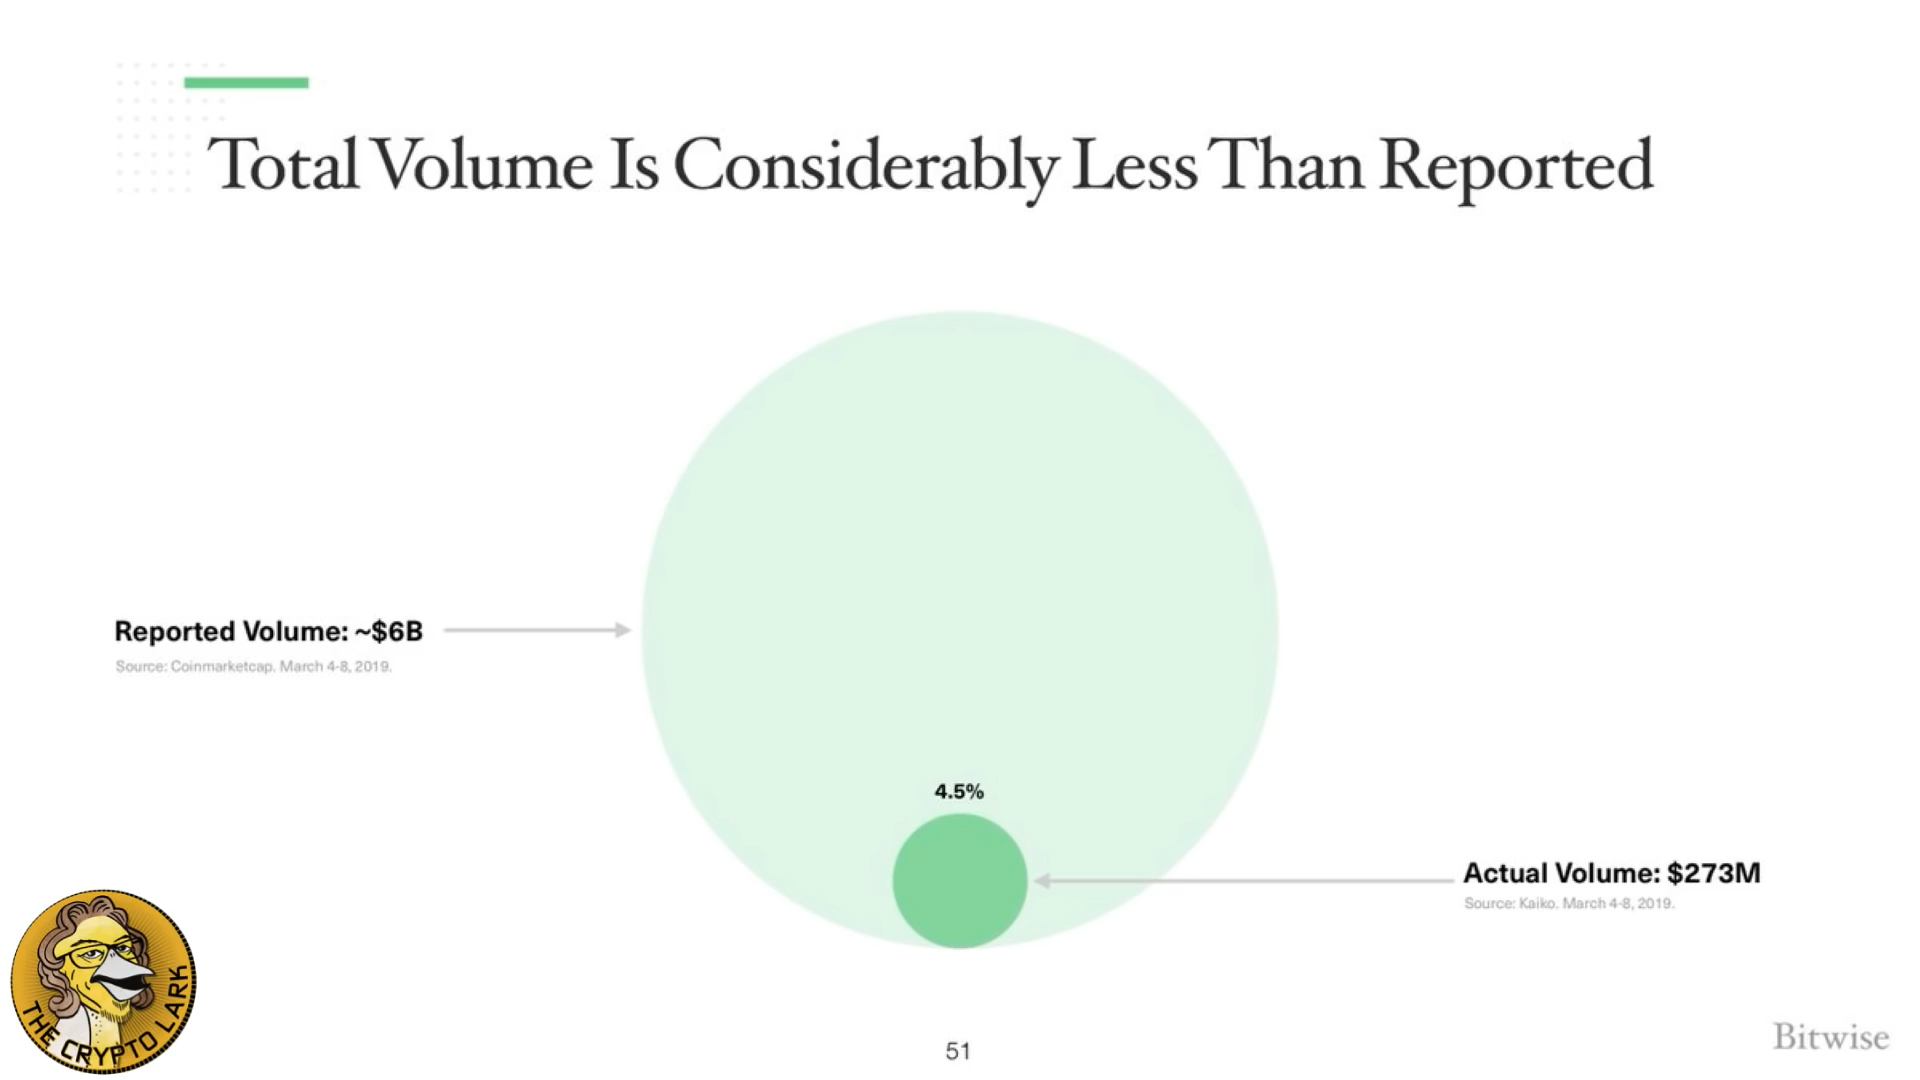 Total Volume Is Considerably Less Than Reported
Reported Volume: ~$6B
Source: Coinmarketcap. March 4-8, 2019.
4.5%
Actual Volume: $273M
Source: Kaiko. March 4-8, 2019.
THE CRYPTO LARK
51
Bitwise